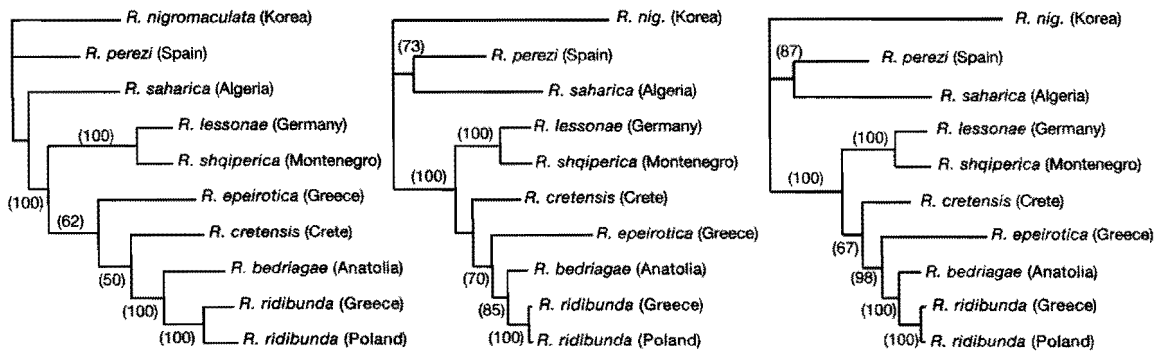 R. nigromaculata (Korea)
R. perezi (Spain)
R. saharica (Algeria)
(100)
R. lessonae (Germany)
R. shqiperica (Montenegro)
(100)
R. epeirotica (Greece)
(62)
R. cretensis (Crete)
(50)
R. bedriagae (Anatolia)
(100)
R. ridibunda (Greece)
(100)
R. ridibunda (Poland)
R. nig. (Korea)
(73)
R. perezi (Spain)
R. saharica (Algeria)
(100)
R. lessonae (Germany)
R. shqiperica (Montenegro)
(100)
R. cretensis (Crete)
R. epeirotica (Greece)
(70)
R. bedriagae (Anatolia)
(85)
R. ridibunda (Greece)
(100)
R. ridibunda (Poland)
R. nig. (Korea)
(87)
R. perezi (Spain)
R. saharica (Algeria)
(100)
R. lessonae (Germany)
R. shqiperica (Montenegro)
(100)
R. cretensis (Crete)
(67)
R. epeirotica (Greece)
(98)
R. bedriagae (Anatolia)
R. ridibunda (Greece)
(100)
R. ridibunda (Poland)